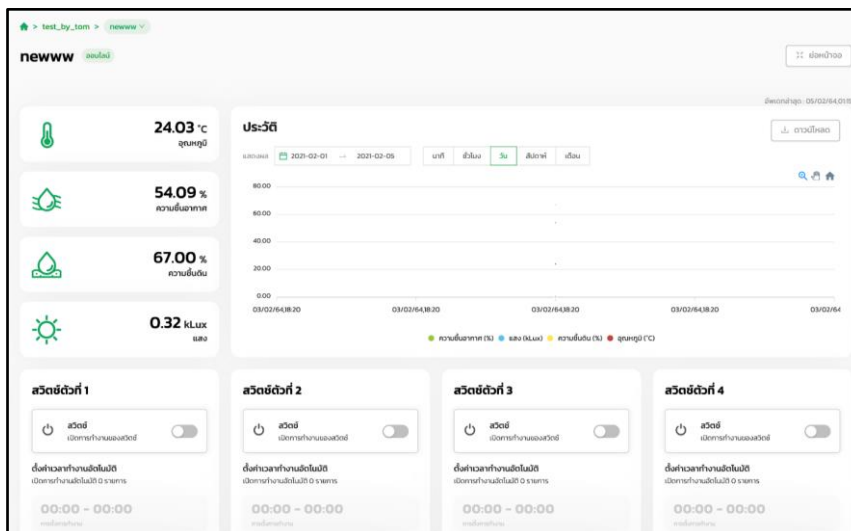 > test_by_tom > newww
newww ออนไลน์
ย่อหน้าจอ
อัพเดทล่าสุด : 05/02/64,01:1
24.03 °C
อุณหภูมิ
54.09 %
ความชื้นอากาศ
67.00 %
ความชื้นดิน
0.32 kLux
แสง
ประวัติ
ดาวน์โหลด
แสดงผล 2021-02-01 → 2021-02-05 นาที ชั่วโมง วัน สัปดาห์ เดือน
80.00
60.00
40.00
20.00
0.00
03/02/64,18:20 03/02/64,18:20 03/02/64,18:20 03/02/64,18:20 03/02/64
ความชื้นอากาศ (%) แสง (kLux) ความชื้นดิน (%) อุณหภูมิ (°C)
สวิตช์ตัวที่ 1
สวิตช์
เปิดการทำงานของสวิตช์
ตั้งค่าเวลาทำงานอัตโนมัติ
เปิดการทำงานอัตโนมัติ 0 รายการ
00:00 - 00:00
สวิตช์ตัวที่ 2
สวิตช์
เปิดการทำงานของสวิตช์
ตั้งค่าเวลาทำงานอัตโนมัติ
เปิดการทำงานอัตโนมัติ 0 รายการ
00:00 - 00:00
สวิตช์ตัวที่ 3
สวิตช์
เปิดการทำงานของสวิตช์
ตั้งค่าเวลาทำงานอัตโนมัติ
เปิดการทำงานอัตโนมัติ 0 รายการ
00:00 - 00:00
สวิตช์ตัวที่ 4
สวิตช์
เปิดการทำงานของสวิตช์
ตั้งค่าเวลาทำงานอัตโนมัติ
เปิดการทำงานอัตโนมัติ 0 รายการ
00:00 - 00:00